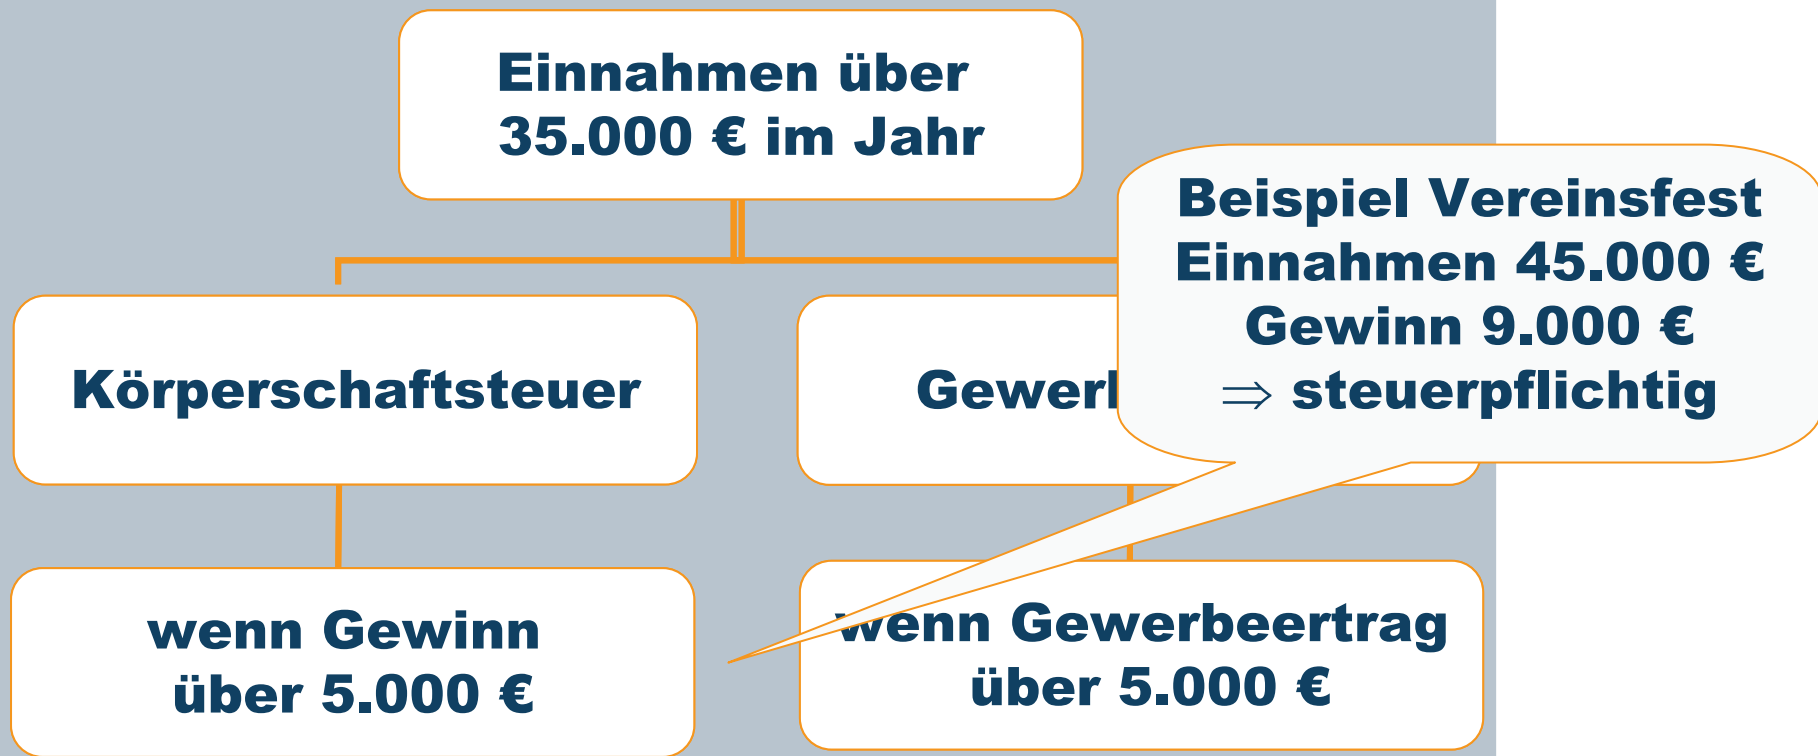 Einnahmen über
35.000 € im Jahr
Beispiel Vereinsfest
Einnahmen 45.000 €
Gewinn 9.000 €
⇒ steuerpflichtig
Körperschaftsteuer
wenn Gewinn
über 5.000 €
wenn Gewerbeertrag
über 5.000 €